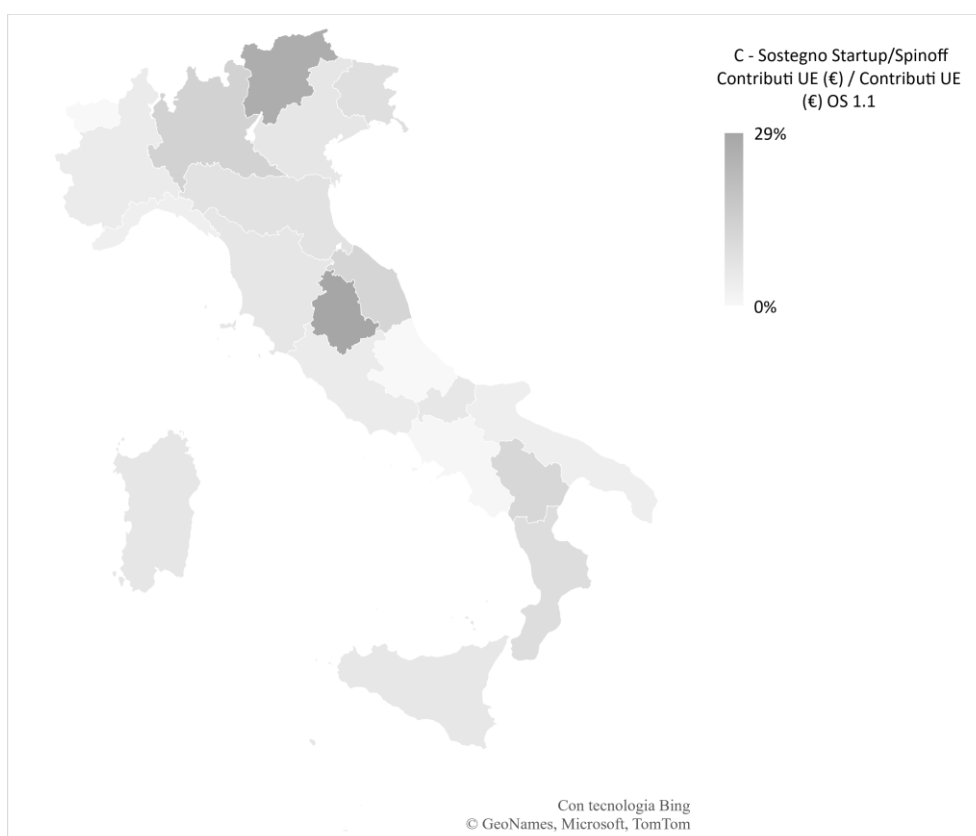 C - Sostegno Startup/Spinoff
Contributi UE (€) / Contributi UE
(€) OS 1.1
29%
0%
Con tecnologia Bing
© GeoNames, Microsoft, TomTom